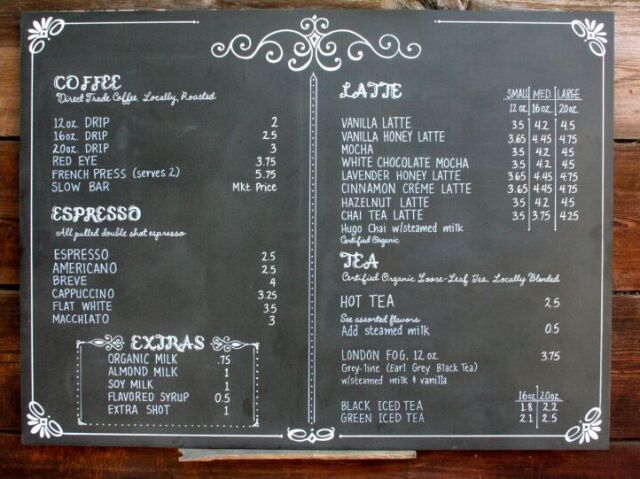 COFFEE
Direct Trade Coffee, Locally Roasted
12oz. DRIP 2
16oz. DRIP 2.5
20oz. DRIP 3
RED EYE 3.75
FRENCH PRESS (serves 2) 5.75
SLOW BAR Mkt. Price
ESPRESSO
All pulled double shot espresso
ESPRESSO 2.5
AMERICANO 2.5
BREVE 4
CAPPUCCINO 3.25
FLAT WHITE 3.5
MACCHIATO 3
EXTRAS
ORGANIC MILK .75
ALMOND MILK 1
SOY MILK 1
FLAVORED SYRUP 0.5
EXTRA SHOT 1
LATTE SMALL MED. LARGE
12 oz. 16oz. 20oz.
VANILLA LATTE 3.5 4.2 4.5
VANILLA HONEY LATTE 3.65 4.45 4.75
MOCHA 3.5 4.2 4.5
WHITE CHOCOLATE MOCHA 3.5 4.2 4.5
LAVENDER HONEY LATTE 3.65 4.45 4.75
CINNAMON CRÈME LATTE 3.65 4.45 4.75
HAZELNUT LATTE 3.5 4.2 4.5
CHAI TEA LATTE 3.5 3.75 4.25
Hugo Chai w/steamed milk
Certified Organic
TEA
Certified Organic Loose-Leaf Tea, Locally Blended
HOT TEA 2.5
See assorted flavors
Add steamed milk 0.5
LONDON FOG, 12 oz. 3.75
Grey-line (Earl Grey Black Tea)
w/steamed milk & vanilla
16oz. 20oz.
BLACK ICED TEA 1.8 2.2
GREEN ICED TEA 2.1 2.5